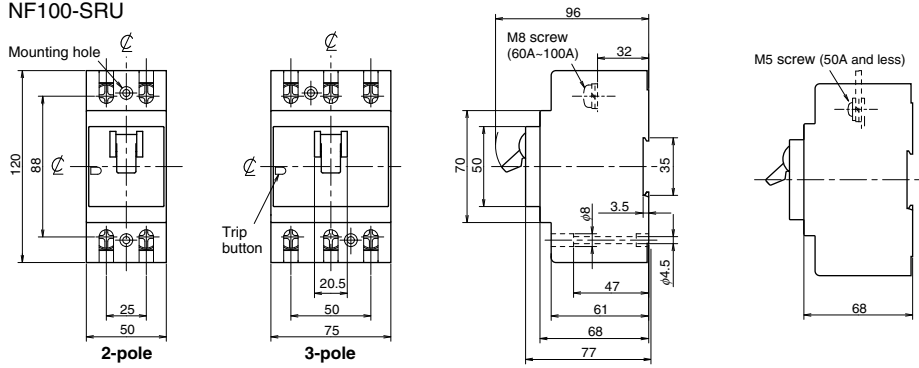 NF100-SRU
Mounting hole
℄
℄
96
M8 screw
(60A~100A)
32
M5 screw (50A and less)
120
88
℄
℄
70
50
35
3.5
φ8
φ4.5
Trip
button
20.5
47
25
50
61
50
75
68
68
77
2-pole
3-pole